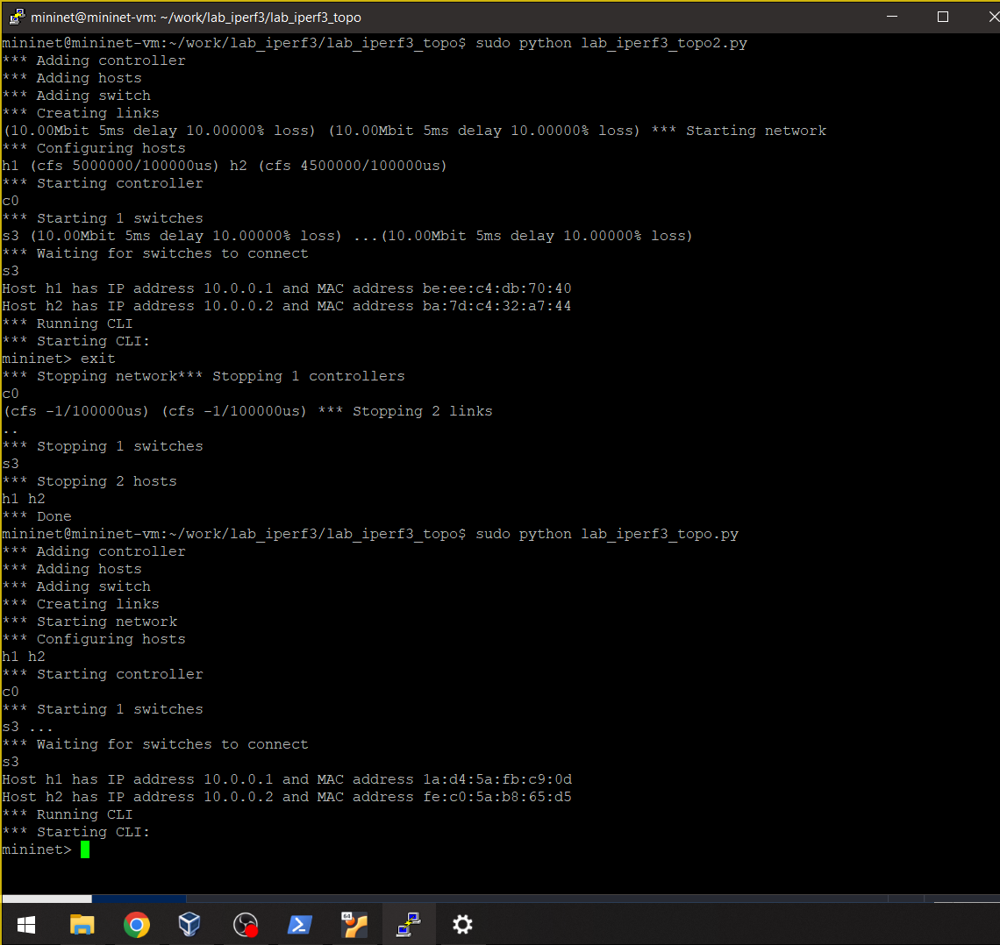 mininet@mininet-vm: ~/work/lab_iperf3/lab_iperf3_topo
mininet@mininet-vm:~/work/lab_iperf3/lab_iperf3_topo$ sudo python lab_iperf3_topo2.py
*** Adding controller
*** Adding hosts
*** Adding switch
*** Creating links
(10.00Mbit 5ms delay 10.00000% loss) (10.00Mbit 5ms delay 10.00000% loss) *** Starting network
*** Configuring hosts
h1 (cfs 5000000/100000us) h2 (cfs 4500000/100000us)
*** Starting controller
c0
*** Starting 1 switches
s3 (10.00Mbit 5ms delay 10.00000% loss) ...(10.00Mbit 5ms delay 10.00000% loss)
*** Waiting for switches to connect
s3
Host h1 has IP address 10.0.0.1 and MAC address be:ee:c4:db:70:40
Host h2 has IP address 10.0.0.2 and MAC address ba:7d:c4:32:a7:44
*** Running CLI
*** Starting CLI:
mininet> exit
*** Stopping network*** Stopping 1 controllers
c0
(cfs -1/100000us) (cfs -1/100000us) *** Stopping 2 links
..
*** Stopping 1 switches
s3
*** Stopping 2 hosts
h1 h2
*** Done
mininet@mininet-vm:~/work/lab_iperf3/lab_iperf3_topo$ sudo python lab_iperf3_topo.py
*** Adding controller
*** Adding hosts
*** Adding switch
*** Creating links
*** Starting network
*** Configuring hosts
h1 h2
*** Starting controller
c0
*** Starting 1 switches
s3 ...
*** Waiting for switches to connect
s3
Host h1 has IP address 10.0.0.1 and MAC address 1a:d4:5a:fb:c9:0d
Host h2 has IP address 10.0.0.2 and MAC address fe:c0:5a:b8:65:d5
*** Running CLI
*** Starting CLI:
mininet>
64